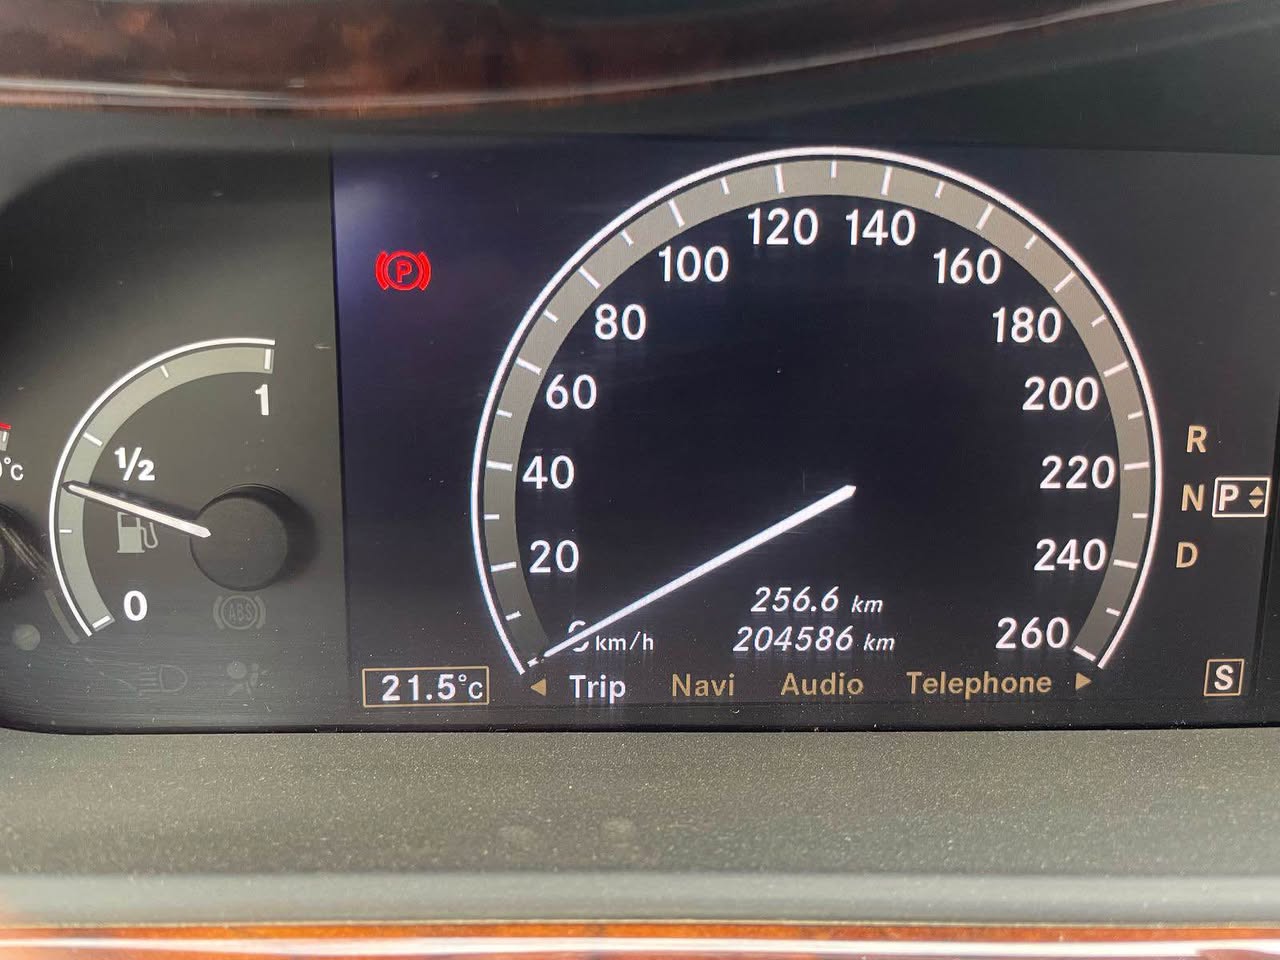 120 140
100 160
80 180
60 200
40 220
20 240
260
km/h
256.6 km
204586 km
1
1/2
0
°C
ABS
P
R
N P
D
21.5°C Trip Navi Audio Telephone S